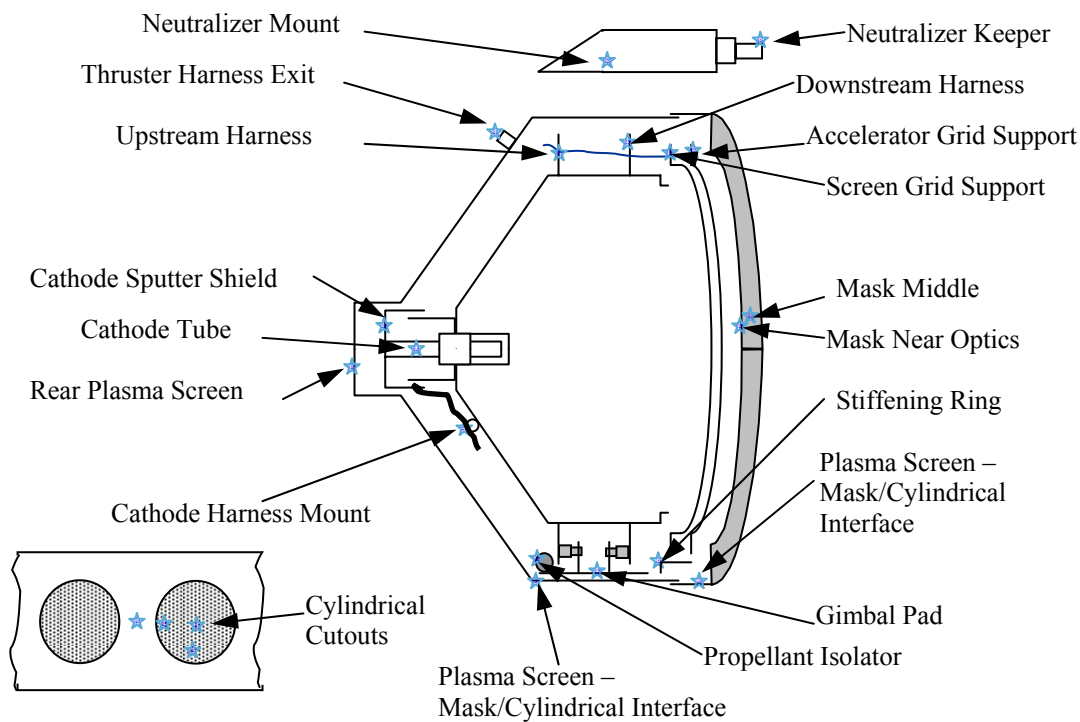 Neutralizer Mount
Neutralizer Keeper
Thruster Harness Exit
Downstream Harness
Upstream Harness
Accelerator Grid Support
Screen Grid Support
Cathode Sputter Shield
Mask Middle
Cathode Tube
Mask Near Optics
Rear Plasma Screen
Stiffening Ring
Plasma Screen –
Mask/Cylindrical
Interface
Cathode Harness Mount
Cylindrical
Cutouts
Gimbal Pad
Propellant Isolator
Plasma Screen –
Mask/Cylindrical Interface